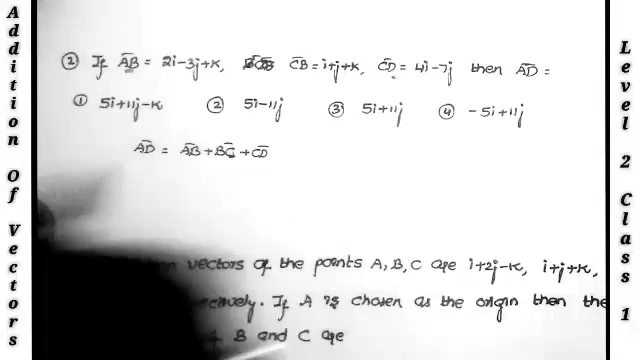 Addition Of Vectors
② If AB̅ = 2i-3j+k, CB̅ = i+j+k, CD̅ = 4i-7j then AD̅ =
① 5i+11j-k ② 5i-11j ③ 5i+11j ④ -5i+11j
AD̅ = AB̅ + BC̅ + CD̅
vectors of the points A, B, C are i+2j-k, i+j+k,
If A is chosen as the origin then the
B and C are
Level 2 Class 1